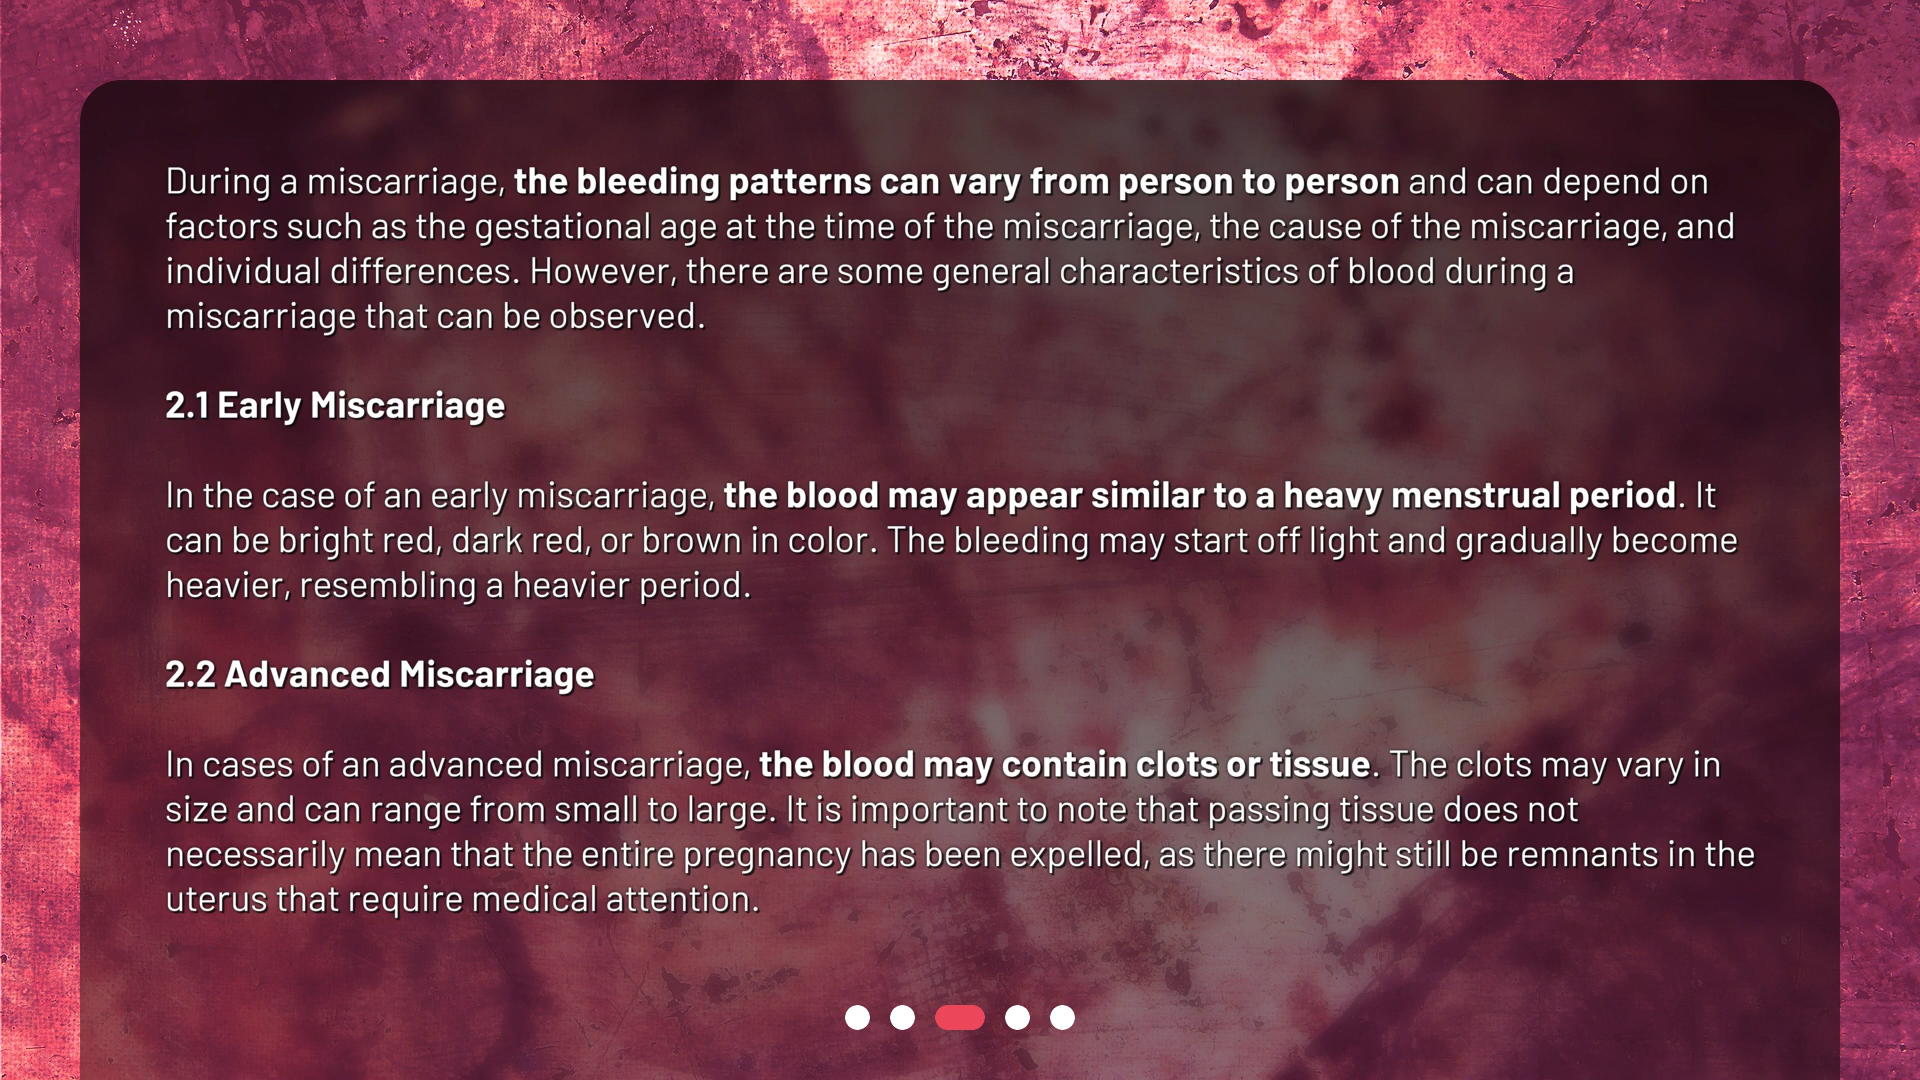 During a miscarriage, the bleeding patterns can vary from person to person and can depend on
factors such as the gestational age at the time of the miscarriage, the cause of the miscarriage, and
individual differences. However, there are some general characteristics of blood during a
miscarriage that can be observed.
2.1 Early Miscarriage
In the case of an early miscarriage, the blood may appear similar to a heavy menstrual period. It
can be bright red, dark red, or brown in color. The bleeding may start off light and gradually become
heavier, resembling a heavier period.
2.2 Advanced Miscarriage
In cases of an advanced miscarriage, the blood may contain clots or tissue. The clots may vary in
size and can range from small to large. It is important to note that passing tissue does not
necessarily mean that the entire pregnancy has been expelled, as there might still be remnants in the
uterus that require medical attention.